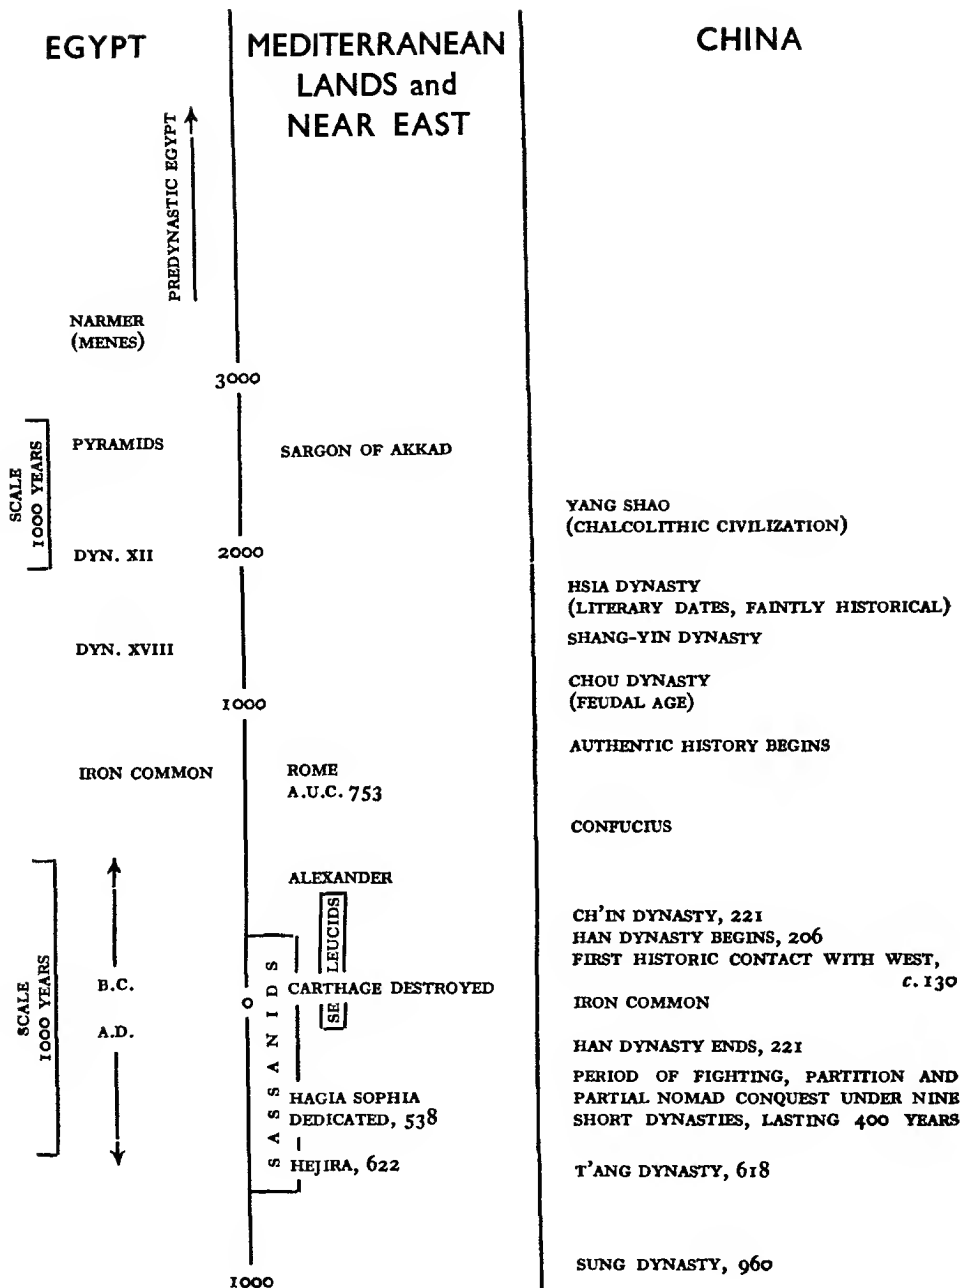 EGYPT
MEDITERRANEAN
LANDS and
NEAR EAST
CHINA
PREDYNASTIC EGYPT
NARMER
(MENES)
3000
SCALE
1000 YEARS
PYRAMIDS
SARGON OF AKKAD
YANG SHAO
(CHALCOLITHIC CIVILIZATION)
DYN. XII
2000
HSIA DYNASTY
(LITERARY DATES, FAINTLY HISTORICAL)
SHANG-YIN DYNASTY
DYN. XVIII
CHOU DYNASTY
(FEUDAL AGE)
1000
AUTHENTIC HISTORY BEGINS
IRON COMMON
ROME
A.U.C. 753
CONFUCIUS
ALEXANDER
SELEUCIDS
CH'IN DYNASTY, 221
HAN DYNASTY BEGINS, 206
FIRST HISTORIC CONTACT WITH WEST,
c. 130
SCALE
1000 YEARS
B.C.
A.D.
0
SASSANIDS
CARTHAGE DESTROYED
IRON COMMON
HAN DYNASTY ENDS, 221
PERIOD OF FIGHTING, PARTITION AND
PARTIAL NOMAD CONQUEST UNDER NINE
SHORT DYNASTIES, LASTING 400 YEARS
HAGIA SOPHIA
DEDICATED, 538
HEJIRA, 622
T'ANG DYNASTY, 618
SUNG DYNASTY, 960
1000